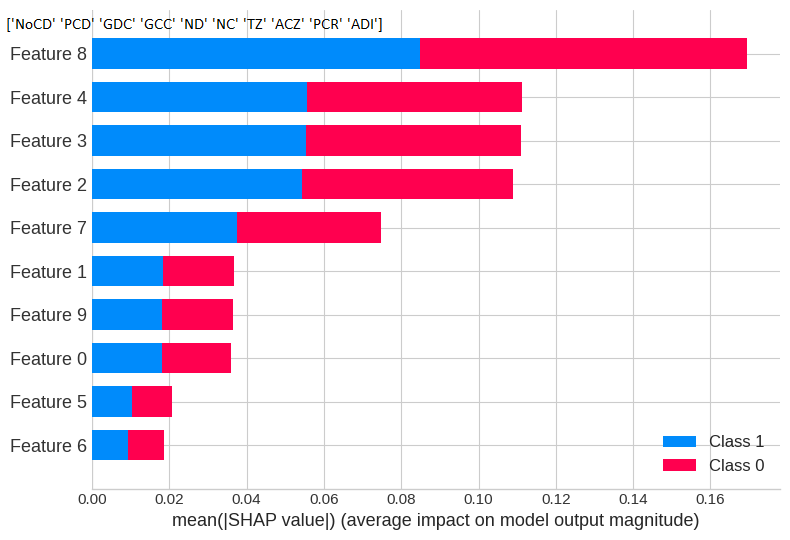 ['NoCD' 'PCD' 'GDC' 'GCC' 'ND' 'NC' 'TZ' 'ACZ' 'PCR' 'ADI']
Feature 8
Feature 4
Feature 3
Feature 2
Feature 7
Feature 1
Feature 9
Feature 0
Feature 5
Feature 6
Class 1
Class 0
0.00 0.02 0.04 0.06 0.08 0.10 0.12 0.14 0.16
mean(|SHAP value|) (average impact on model output magnitude)